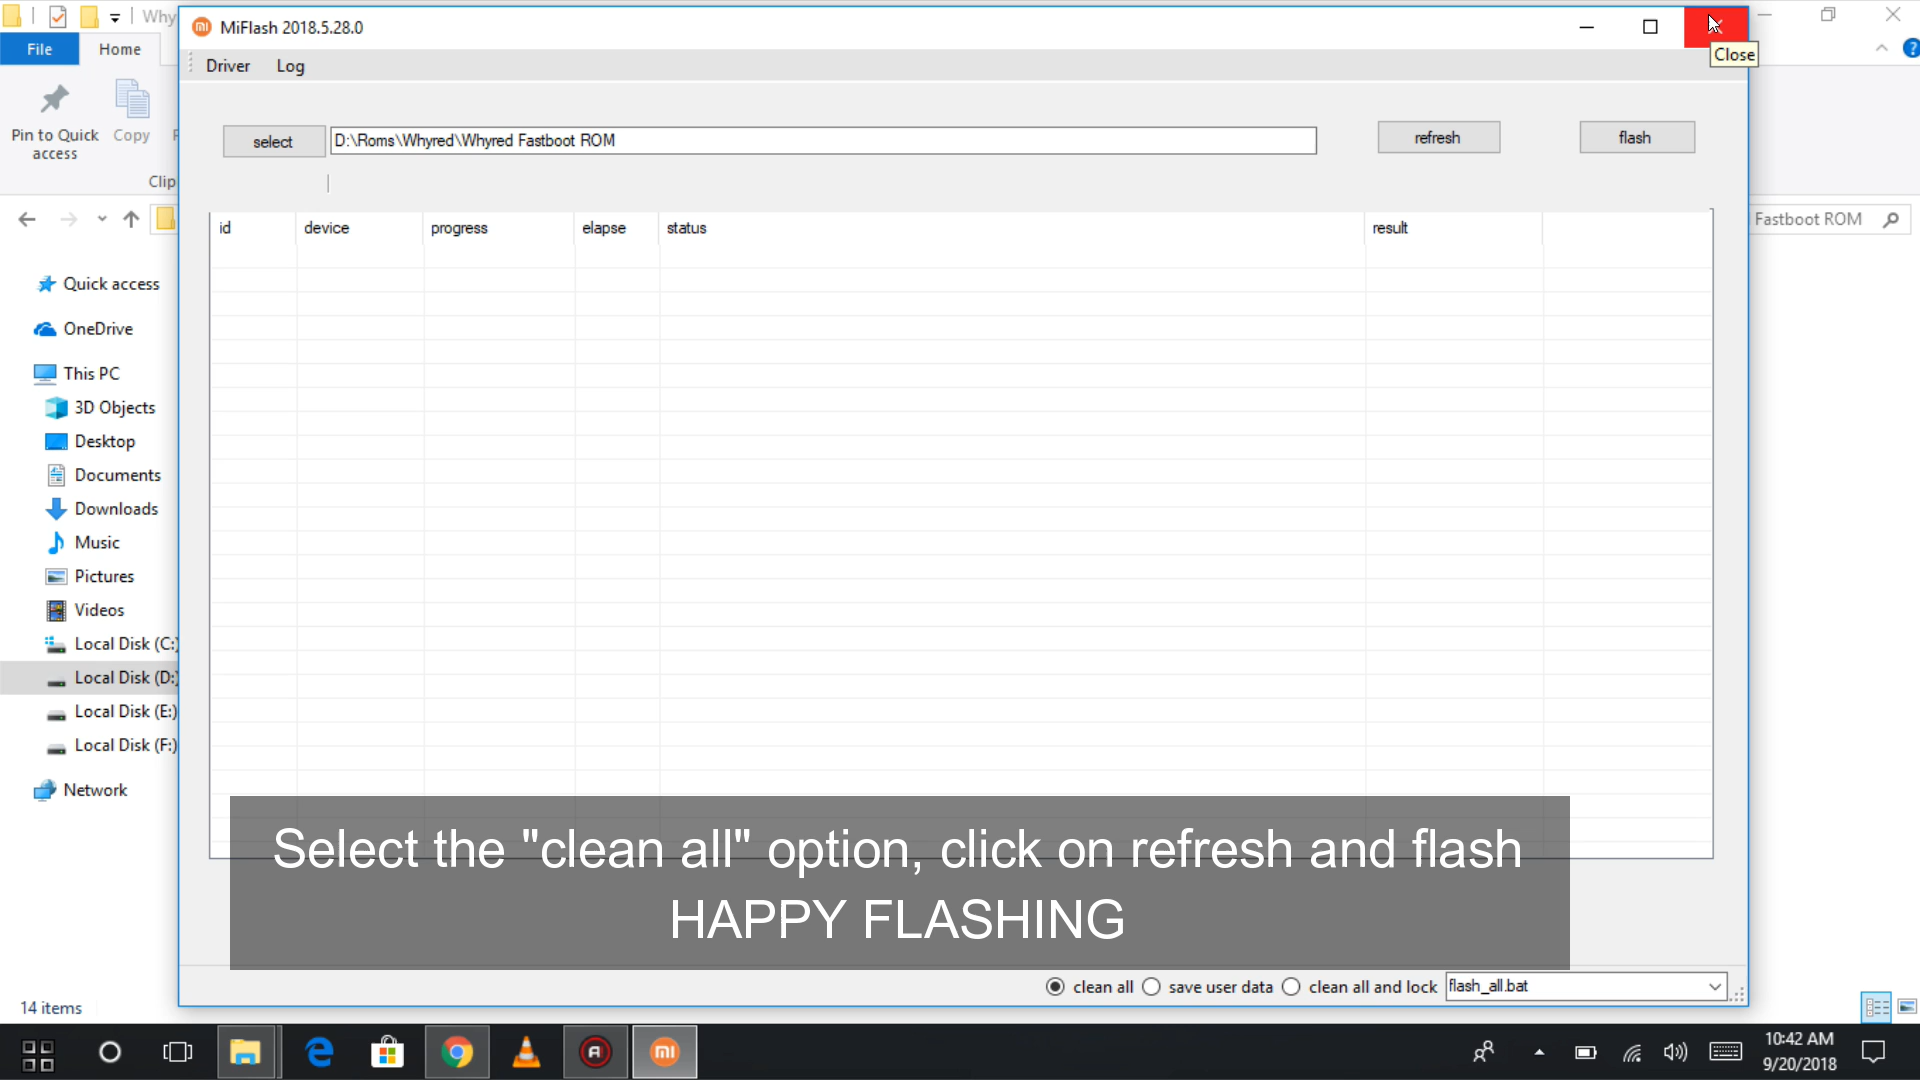 Why
MiFlash 2018.5.28.0
Close
File
Home
Driver
Log
Pin to Quick
access
Copy
Clip
select
D:\Roms\Whyred\Whyred Fastboot ROM
refresh
flash
Fastboot ROM
id
device
progress
elapse
status
result
Quick access
OneDrive
This PC
3D Objects
Desktop
Documents
Downloads
Music
Pictures
Videos
Local Disk (C:)
Local Disk (D:)
Local Disk (E:)
Local Disk (F:)
Network
Select the "clean all" option, click on refresh and flash
HAPPY FLASHING
clean all
save user data
clean all and lock
flash_all.bat
14 items
10:42 AM
9/20/2018